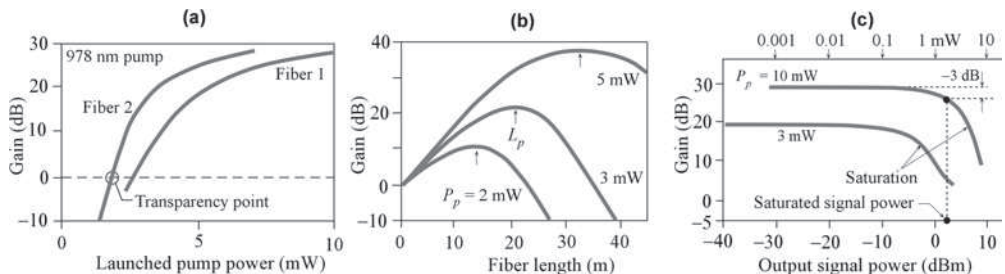 (a)
30
20
10
0
−10
Gain (dB)
978 nm pump
Fiber 2
Fiber 1
Transparency point
0
5
10
Launched pump power (mW)
(b)
40
30
20
10
0
−10
Gain (dB)
5 mW
L_p
3 mW
P_p = 2 mW
0
10
20
30
40
Fiber length (m)
(c)
0.001
0.01
0.1
1 mW
10
30
20
10
0
−5
Gain (dB)
P_p = 10 mW
−3 dB
3 mW
Saturation
Saturated signal power
−40
−30
−20
−10
0
10
Output signal power (dBm)